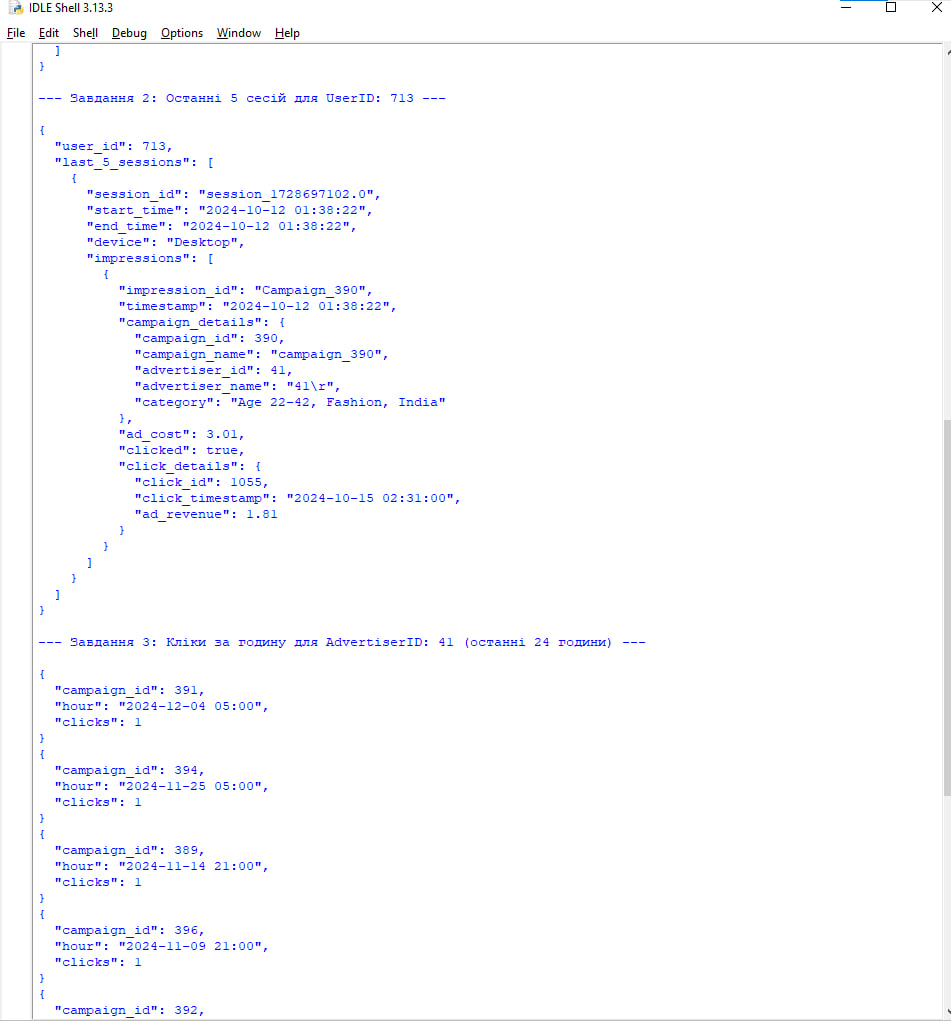 IDLE Shell 3.13.3
File Edit Shell Debug Options Window Help
]
}
--- Завдання 2: Останні 5 сесій для UserID: 713 ---
{
"user_id": 713,
"last_5_sessions": [
{
"session_id": "session_1728697102.0",
"start_time": "2024-10-12 01:38:22",
"end_time": "2024-10-12 01:38:22",
"device": "Desktop",
"impressions": [
{
"impression_id": "Campaign_390",
"timestamp": "2024-10-12 01:38:22",
"campaign_details": {
"campaign_id": 390,
"campaign_name": "campaign_390",
"advertiser_id": 41,
"advertiser_name": "41\r",
"category": "Age 22-42, Fashion, India"
},
"ad_cost": 3.01,
"clicked": true,
"click_details": {
"click_id": 1055,
"click_timestamp": "2024-10-15 02:31:00",
"ad_revenue": 1.81
}
}
]
}
]
}
--- Завдання 3: Кліки за годину для AdvertiserID: 41 (останні 24 години) ---
{
"campaign_id": 391,
"hour": "2024-12-04 05:00",
"clicks": 1
}
{
"campaign_id": 394,
"hour": "2024-11-25 05:00",
"clicks": 1
}
{
"campaign_id": 389,
"hour": "2024-11-14 21:00",
"clicks": 1
}
{
"campaign_id": 396,
"hour": "2024-11-09 21:00",
"clicks": 1
}
{
"campaign_id": 392,